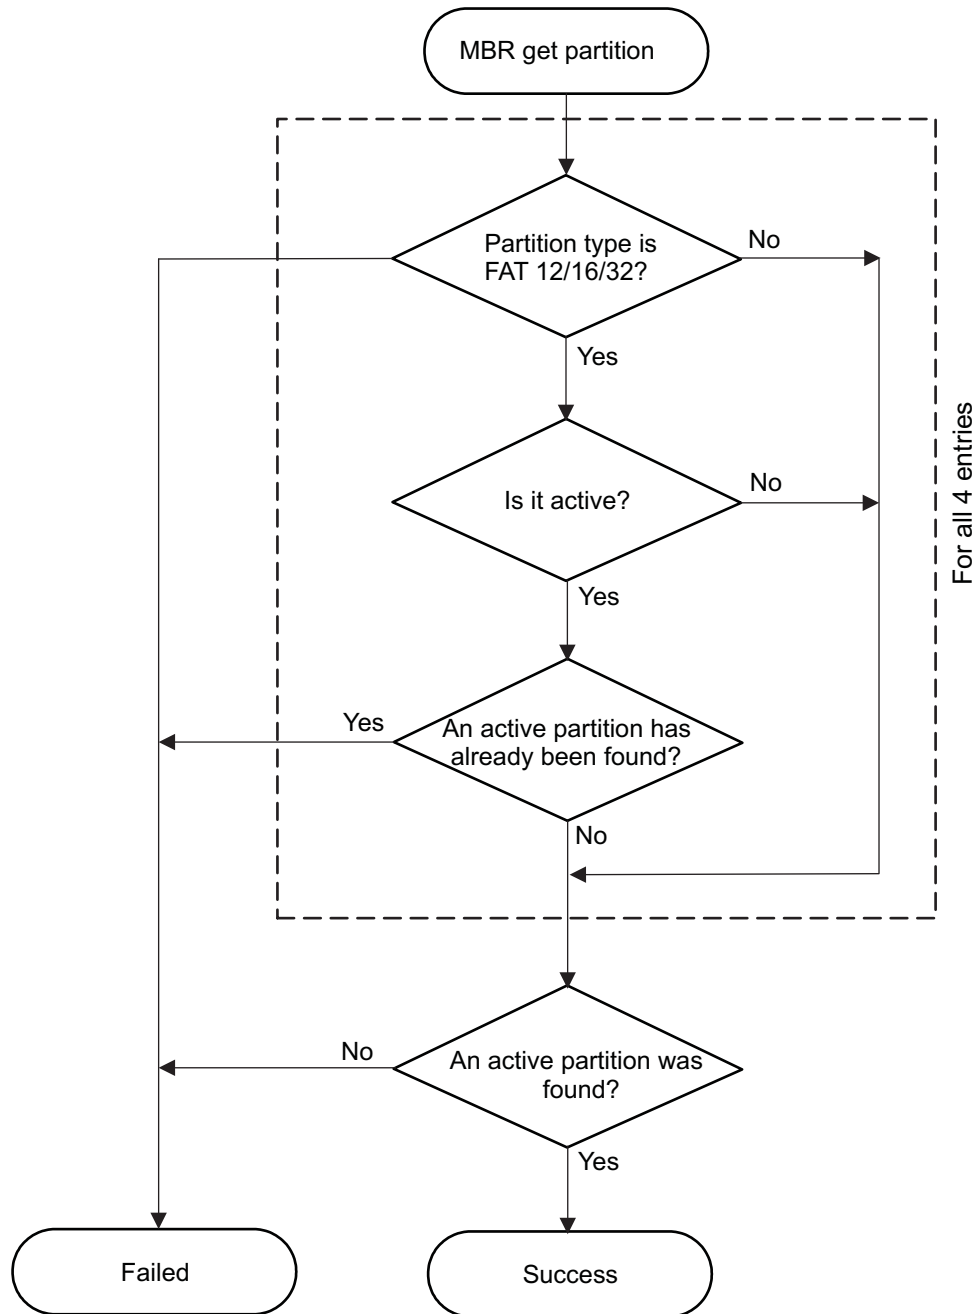 MBR get partition
Partition type is
FAT 12/16/32?
No
Yes
Is it active?
No
Yes
For all 4 entries
An active partition has
already been found?
Yes
No
An active partition was
found?
No
Yes
Failed
Success